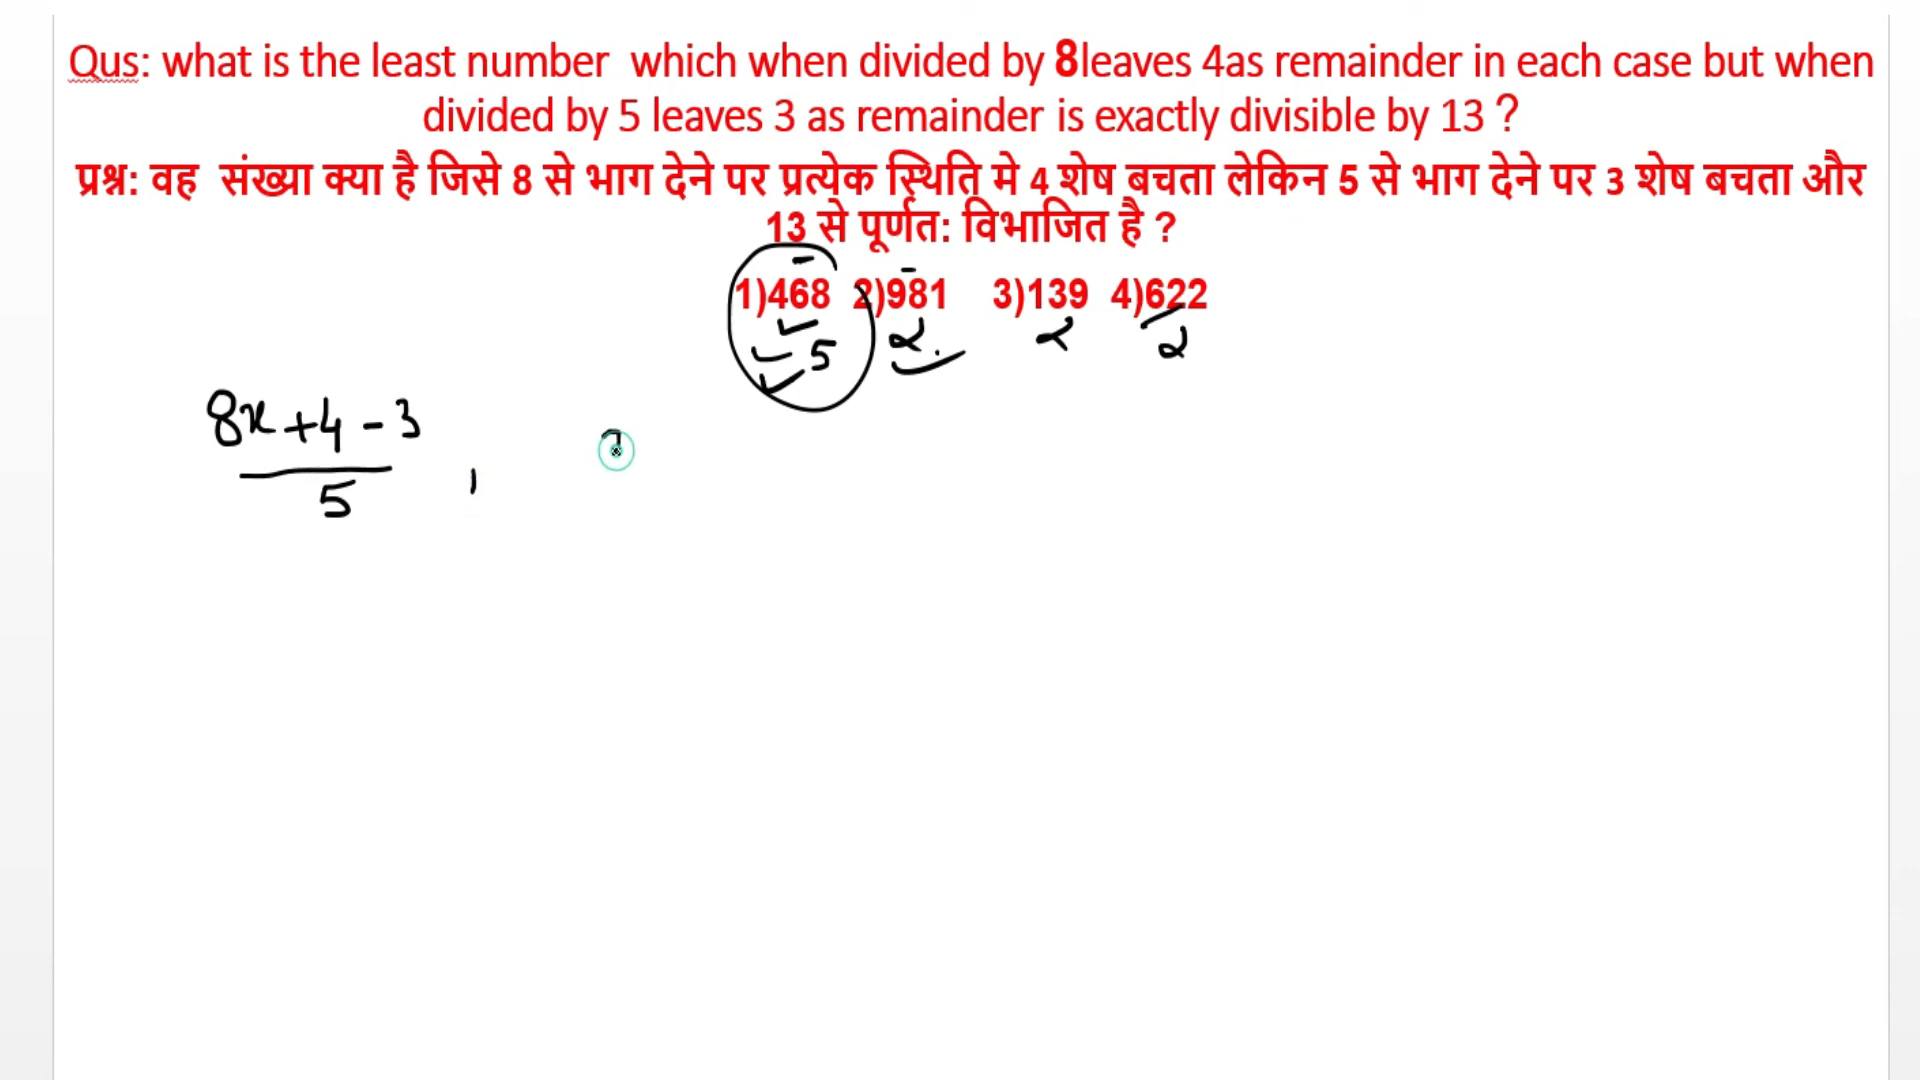 Qus: what is the least number which when divided by 8leaves 4as remainder in each case but when
divided by 5 leaves 3 as remainder is exactly divisible by 13 ?
प्रश्न: वह संख्या क्या है जिसे 8 से भाग देने पर प्रत्येक स्थिति मे 4 शेष बचता लेकिन 5 से भाग देने पर 3 शेष बचता और
13 से पूर्णत: विभाजित है ?
1)468 2)981 3)139 4)622
5
8x+4-3
5 ,